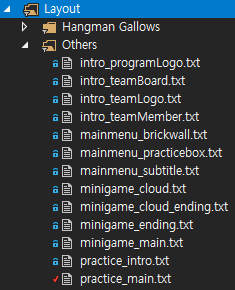 Layout
Hangman Gallows
Others
intro_programLogo.txt
intro_teamBoard.txt
intro_teamLogo.txt
intro_teamMember.txt
mainmenu_brickwall.txt
mainmenu_practicebox.txt
mainmenu_subtitle.txt
minigame_cloud.txt
minigame_cloud_ending.txt
minigame_ending.txt
minigame_main.txt
practice_intro.txt
practice_main.txt